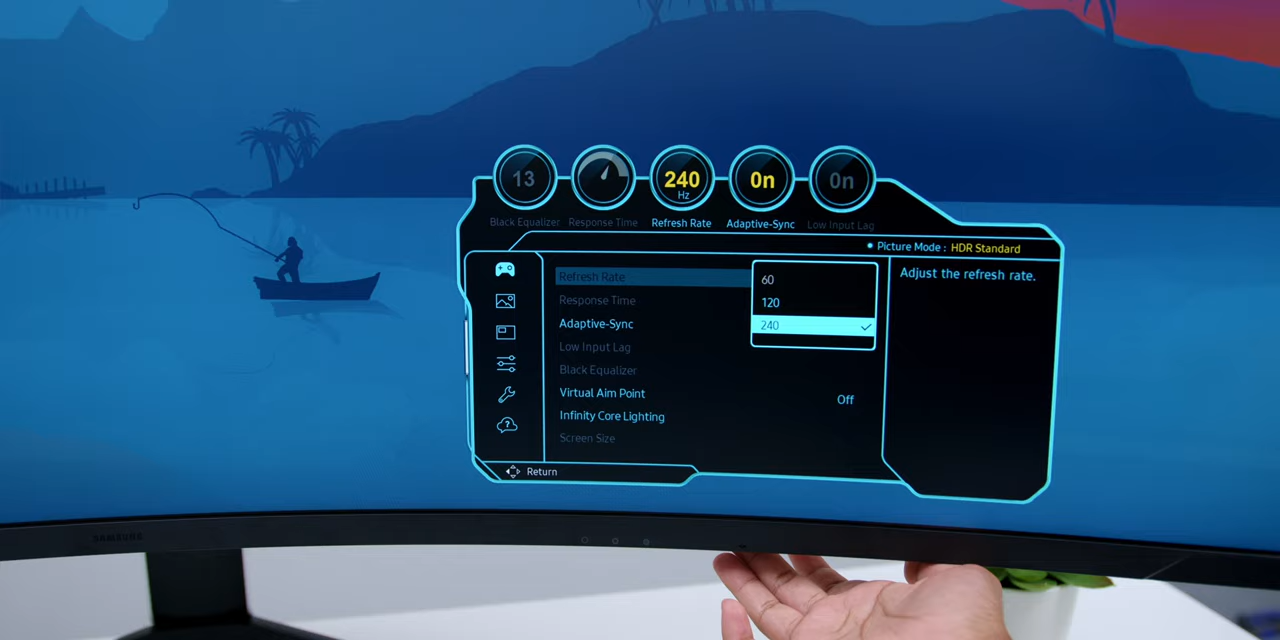 13
240
Hz
0n
0n
Black Equalizer
Response Time
Refresh Rate
Adaptive-Sync
Low Input Lag
Picture Mode : HDR Standard
Refresh Rate
60
120
240
Response Time
Adaptive-Sync
Low Input Lag
Black Equalizer
Virtual Aim Point
Off
Infinity Core Lighting
Screen Size
Adjust the refresh rate.
Return
SAMSUNG